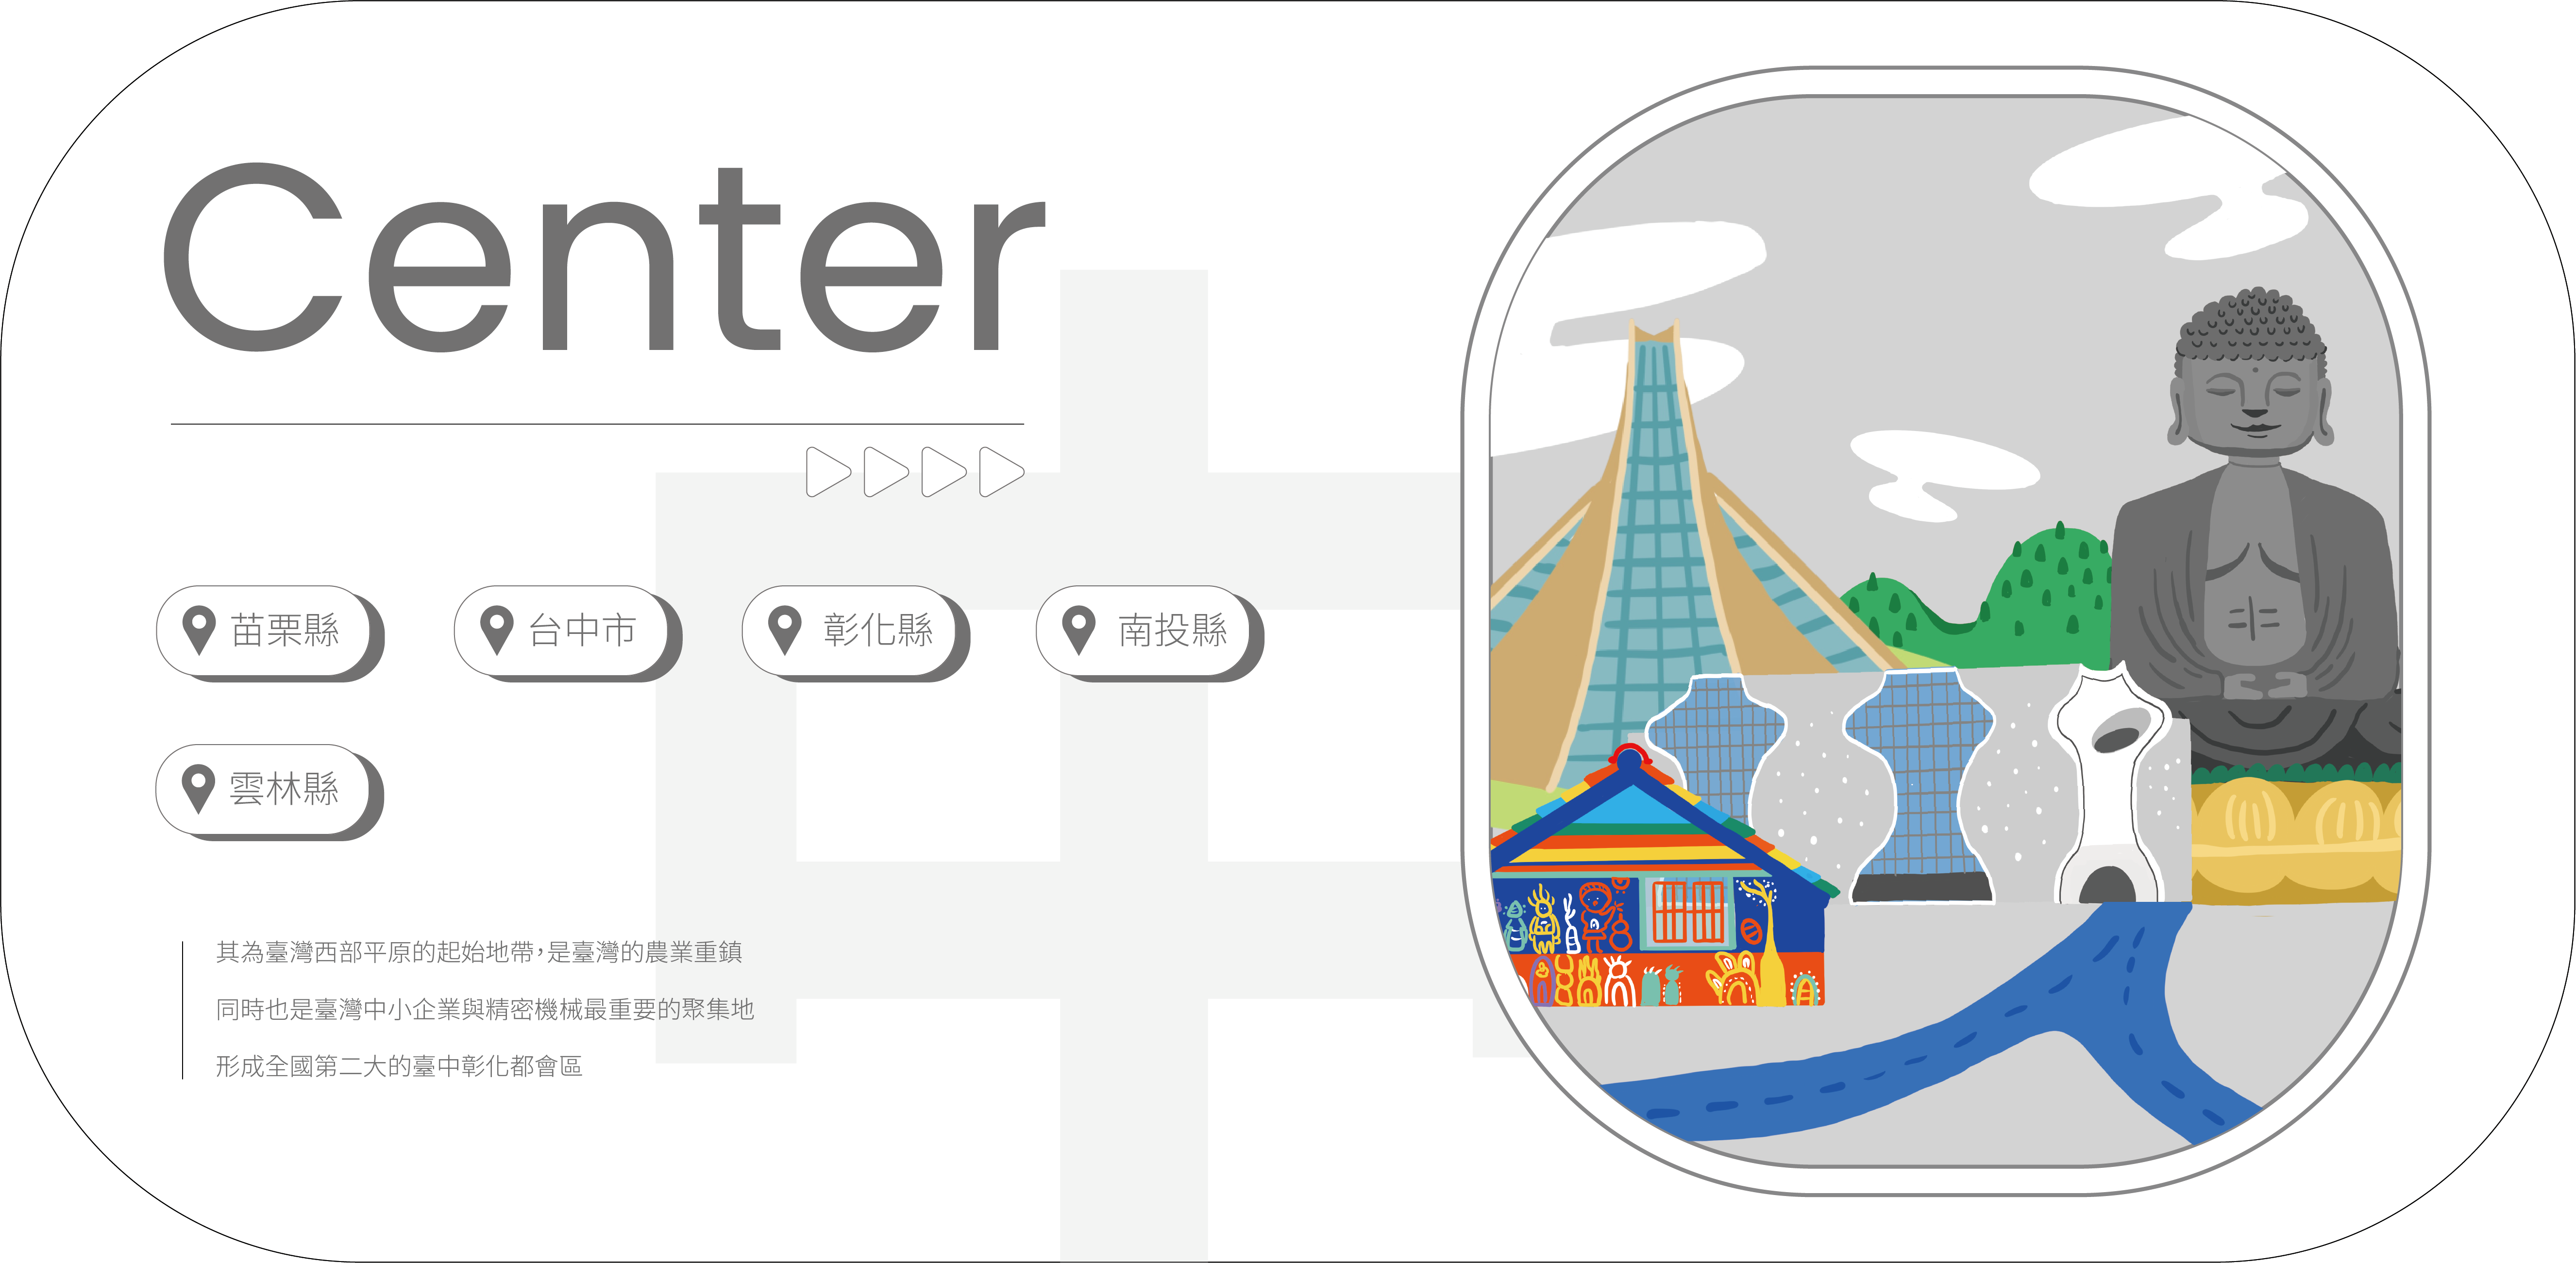 Center
苗栗縣
台中市
彰化縣
南投縣
雲林縣
中
其為臺灣西部平原的起始地帶，是臺灣的農業重鎮
同時也是臺灣中小企業與精密機械最重要的聚集地
形成全國第二大的臺中彰化都會區